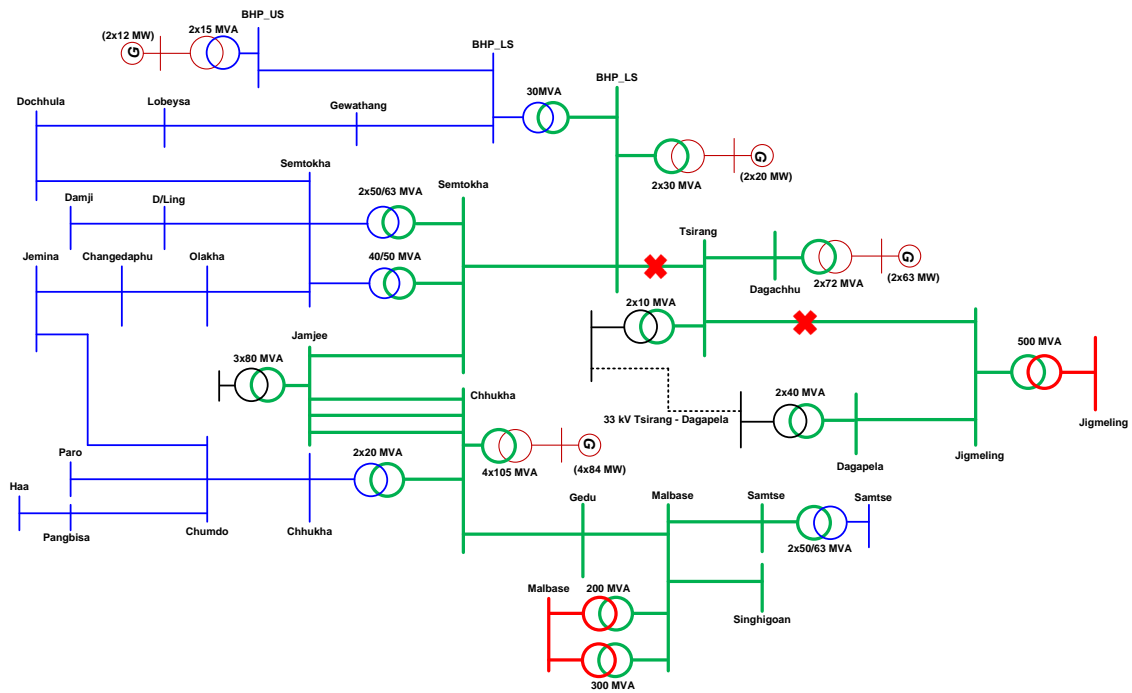 BHP_US
(2x12 MW)
2x15 MVA
G
BHP_LS
BHP_LS
Dochhula
Lobeysa
Gewathang
30MVA
G
2x30 MVA
(2x20 MW)
Semtokha
2x50/63 MVA
Semtokha
Damji
D/Ling
Tsirang
Jemina
Changedaphu
Olakha
40/50 MVA
G
Dagachhu
2x72 MVA
(2x63 MW)
2x10 MVA
Jamjee
3x80 MVA
500 MVA
Chhukha
2x40 MVA
33 kV Tsirang - Dagapela
Jigmeling
G
Paro
2x20 MVA
4x105 MVA
(4x84 MW)
Dagapela
Jigmeling
Haa
Gedu
Malbase
Samtse
Samtse
Pangbisa
Chumdo
Chhukha
2x50/63 MVA
Malbase
200 MVA
Singhigoan
300 MVA